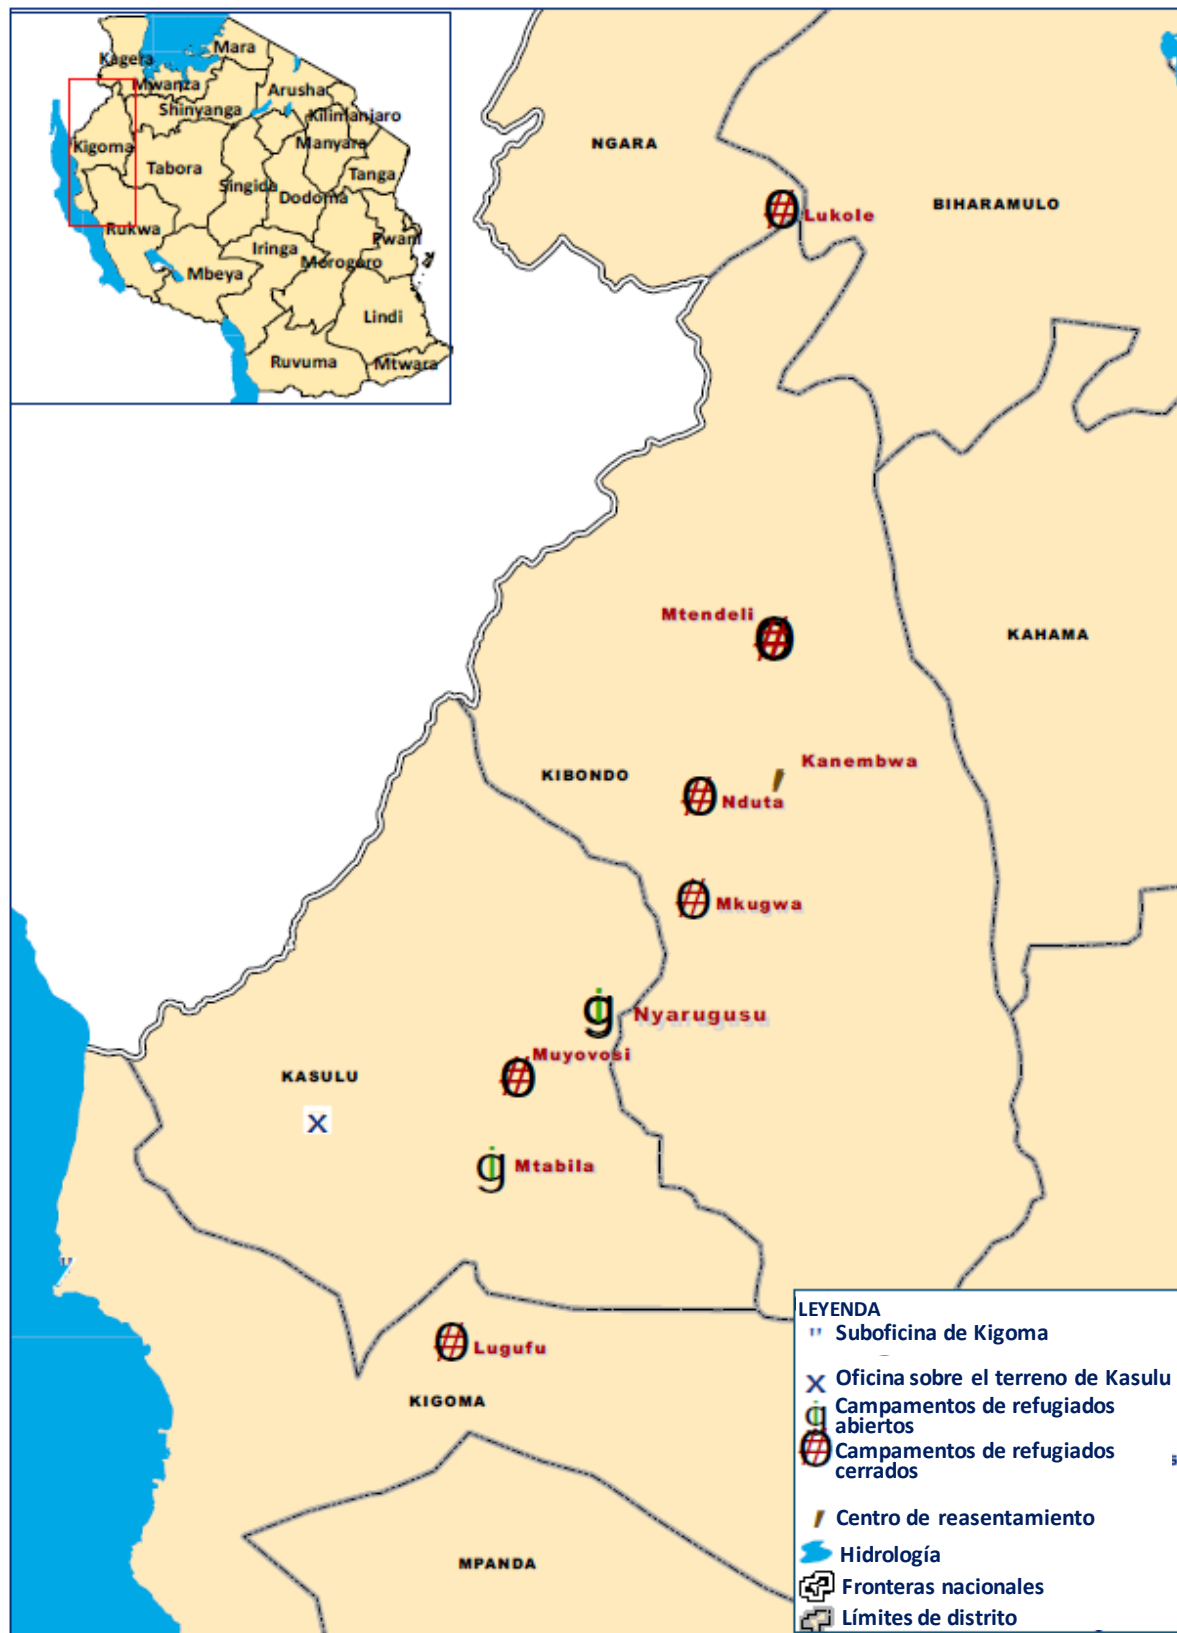 Kagera
Mara
Mwanza
Arusha
Shinyanga
Kilimanjaro
Kigoma
Manyara
Tabora
Tanga
Singida
Dodoma
Rukwa
Iringa
Pwani
Morogoro
Mbeya
Lindi
Ruvuma
Mtwara
NGARA
BIHARAMULO
Lukole
Mtendeli
KAHAMA
KIBONDO
Kanembwa
Nduta
Mkugwa
Nyarugusu
Muyovosi
KASULU
x
Mtabila
Lugufu
KIGOMA
MPANDA
LEYENDA
" Suboficina de Kigoma
x Oficina sobre el terreno de Kasulu
Campamentos de refugiados
abiertos
Campamentos de refugiados
cerrados
Centro de reasentamiento
Hidrología
Fronteras nacionales
Límites de distrito